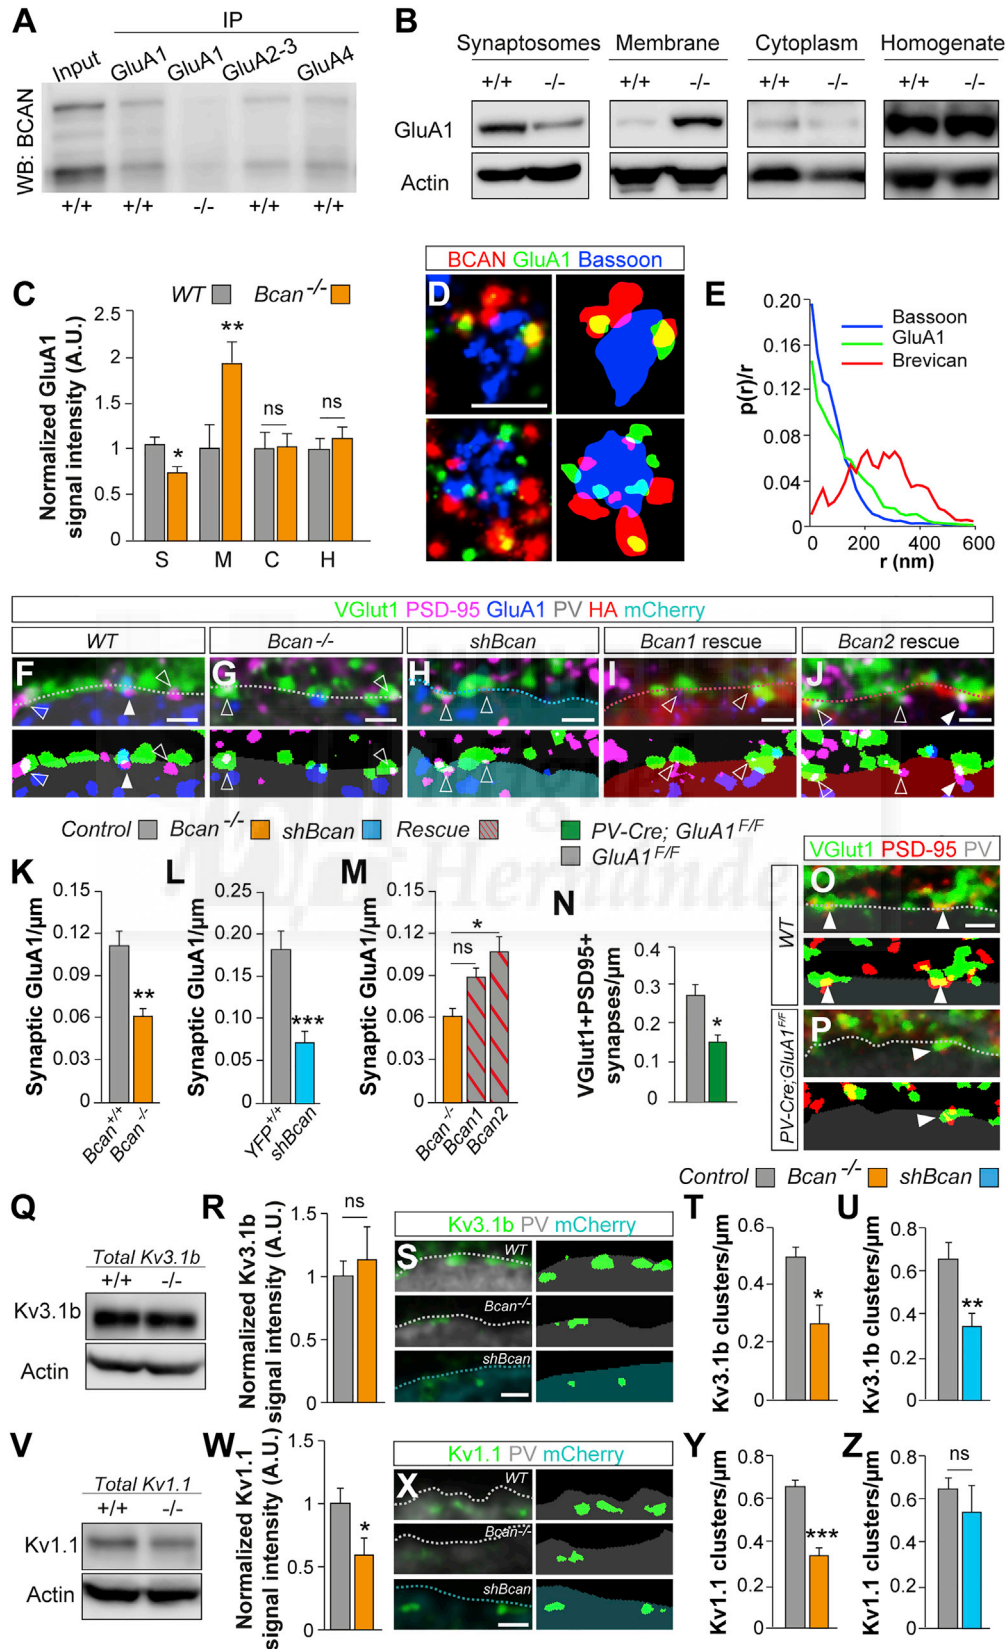 A
IP
Input GluA1 GluA1 GluA2-3 GluA4
WB: BCAN
+/+ +/+ -/- +/+ +/+
B
Synaptosomes Membrane Cytoplasm Homogenate
+/+ -/- +/+ -/- +/+ -/- +/+ -/-
GluA1
Actin
C
WT Bcan-/-
Normalized GluA1
signal intensity (A.U.)
2.5
2
1.5
1
0.5
0
** * ns ns
S M C H
BCAN GluA1 Bassoon
D
E
p(r)/r
0.20
0.16
0.12
0.08
0.04
0
Bassoon
GluA1
Brevican
0 200 400 600
r (nm)
VGlut1 PSD-95 GluA1 PV HA mCherry
WT Bcan-/- shBcan Bcan1 rescue Bcan2 rescue
F G H I J
Control Bcan-/- shBcan Rescue
PV-Cre; GluA1F/F
GluA1F/F
K
Synaptic GluA1/µm
0.15
0.12
0.09
0.06
0.03
0
**
Bcan+/+ Bcan-/-
L
Synaptic GluA1/µm
0.25
0.20
0.15
0.10
0.05
0
***
YFP+/+ shBcan
M
Synaptic GluA1/µm
0.15
0.12
0.09
0.06
0.03
0
*
ns
Bcan-/- Bcan1 Bcan2
Hernández
N
VGlut1+PSD95+
synapses/µm
0.4
0.3
0.2
0.1
0
*
VGlut1 PSD-95 PV
O
WT
P
PV-Cre;GluA1F/F
Control Bcan-/- shBcan
Q
Total Kv3.1b
+/+ -/-
Kv3.1b
Actin
R
Normalized Kv3.1b
signal intensity (A.U.)
1.5
1
0.5
0
ns
Kv3.1b PV mCherry
S
WT
Bcan-/-
shBcan
T
Kv3.1b clusters/µm
0.6
0.4
0.2
0
*
U
Kv3.1b clusters/µm
0.8
0.6
0.4
0.2
0
**
V
Total Kv1.1
+/+ -/-
Kv1.1
Actin
W
Normalized Kv1.1
signal intensity (A.U.)
1.5
1
0.5
0
*
Kv1.1 PV mCherry
X
WT
Bcan-/-
shBcan
Y
Kv1.1 clusters/µm
0.8
0.6
0.4
0.2
0
***
Z
Kv1.1 clusters/µm
0.8
0.6
0.4
0.2
0
ns